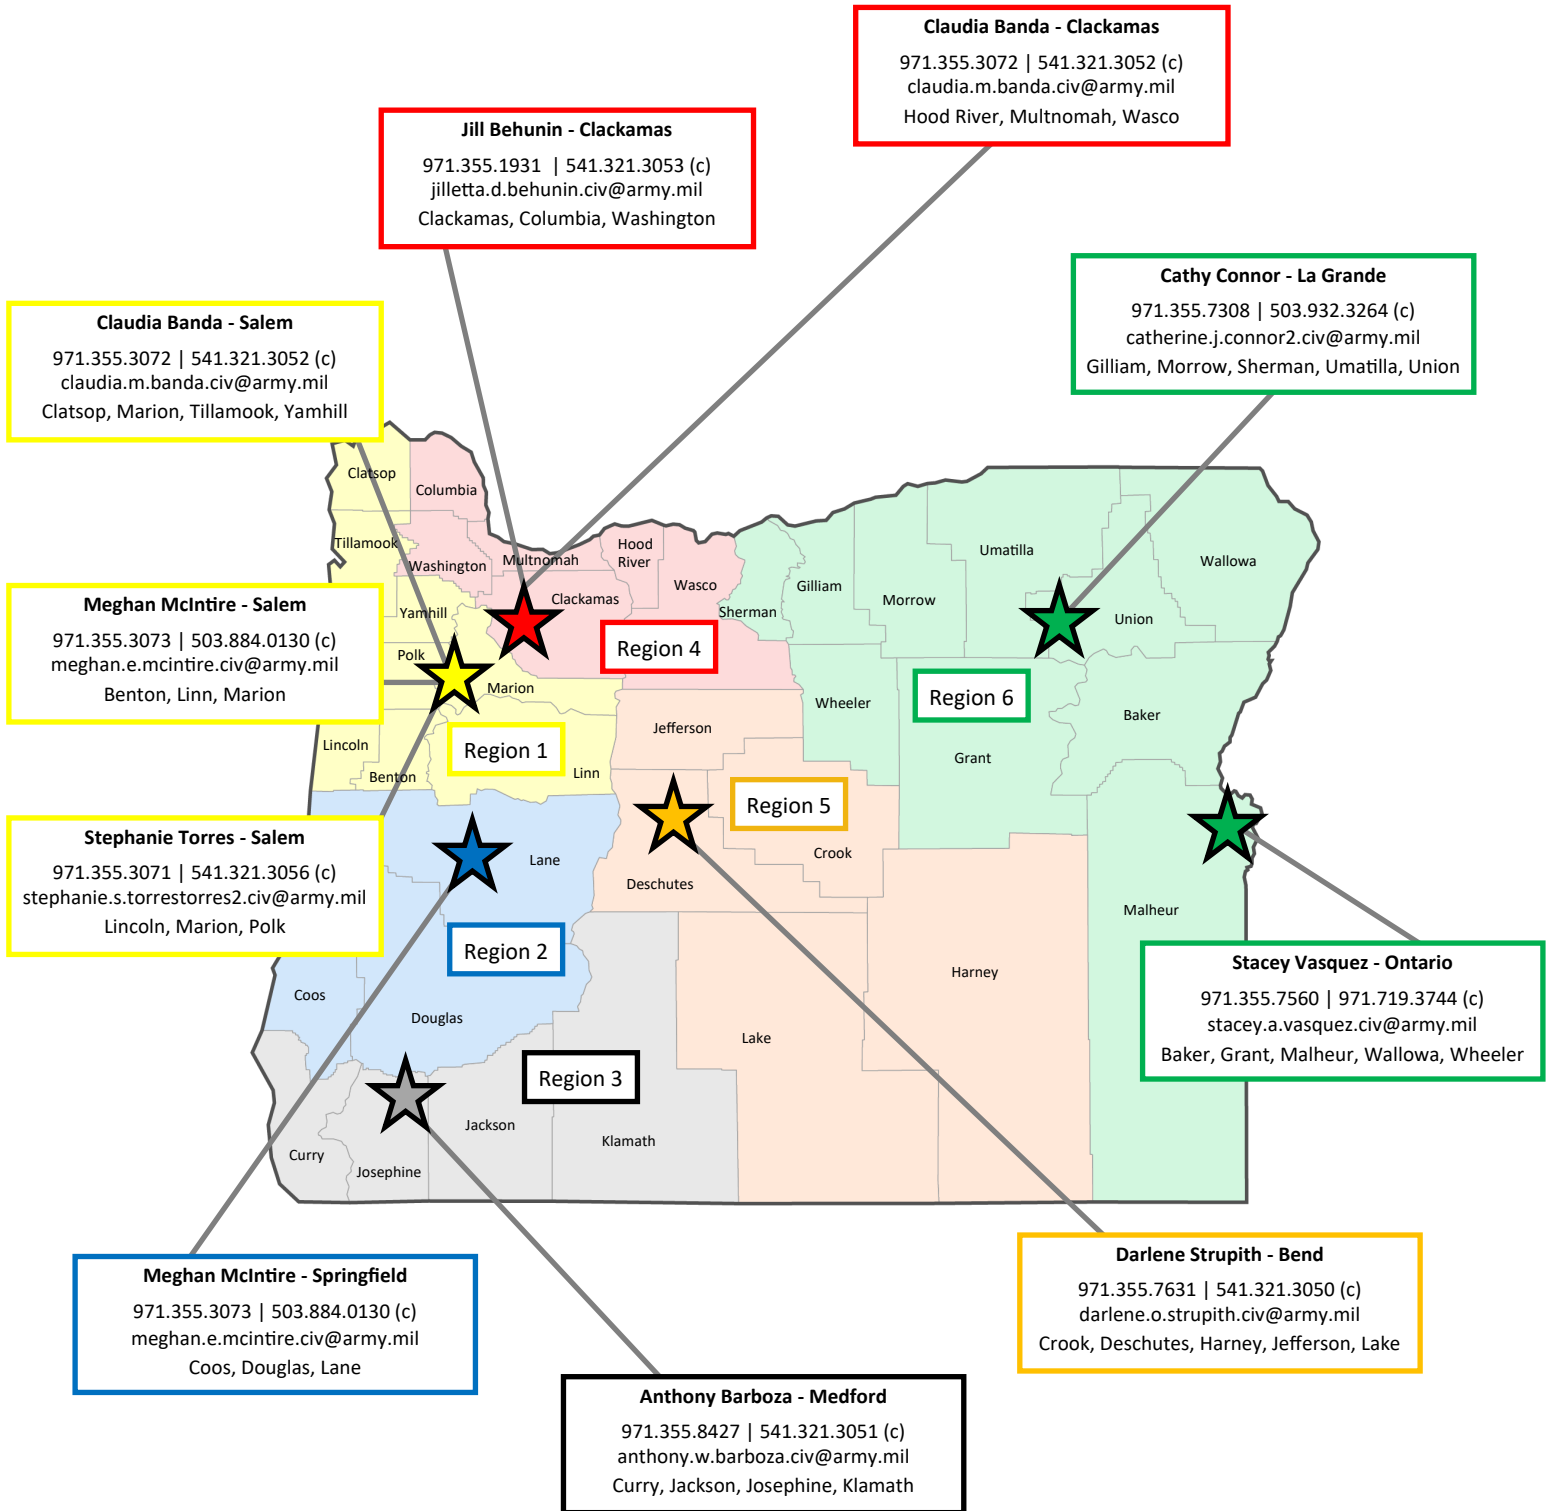 Claudia Banda - Clackamas
971.355.3072 | 541.321.3052 (c)
claudia.m.banda.civ@army.mil
Hood River, Multnomah, Wasco
Jill Behunin - Clackamas
971.355.1931 | 541.321.3053 (c)
jilletta.d.behunin.civ@army.mil
Clackamas, Columbia, Washington
Cathy Connor - La Grande
971.355.7308 | 503.932.3264 (c)
catherine.j.connor2.civ@army.mil
Gilliam, Morrow, Sherman, Umatilla, Union
Claudia Banda - Salem
971.355.3072 | 541.321.3052 (c)
claudia.m.banda.civ@army.mil
Clatsop, Marion, Tillamook, Yamhill
Meghan McIntire - Salem
971.355.3073 | 503.884.0130 (c)
meghan.e.mcintire.civ@army.mil
Benton, Linn, Marion
Stephanie Torres - Salem
971.355.3071 | 541.321.3056 (c)
stephanie.s.torrestorres2.civ@army.mil
Lincoln, Marion, Polk
Clatsop
Columbia
Tillamook
Washington
Multnomah
Hood
River
Wasco
Clackamas
Yamhill
Polk
Marion
Region 4
Sherman
Gilliam
Morrow
Umatilla
Wallowa
Union
Wheeler
Region 6
Baker
Grant
Lincoln
Benton
Region 1
Linn
Jefferson
Region 5
Crook
Deschutes
Lane
Region 2
Coos
Douglas
Harney
Lake
Malheur
Region 3
Jackson
Klamath
Curry
Josephine
Stacey Vasquez - Ontario
971.355.7560 | 971.719.3744 (c)
stacey.a.vasquez.civ@army.mil
Baker, Grant, Malheur, Wallowa, Wheeler
Darlene Strupith - Bend
971.355.7631 | 541.321.3050 (c)
darlene.o.strupith.civ@army.mil
Crook, Deschutes, Harney, Jefferson, Lake
Meghan McIntire - Springfield
971.355.3073 | 503.884.0130 (c)
meghan.e.mcintire.civ@army.mil
Coos, Douglas, Lane
Anthony Barboza - Medford
971.355.8427 | 541.321.3051 (c)
anthony.w.barboza.civ@army.mil
Curry, Jackson, Josephine, Klamath